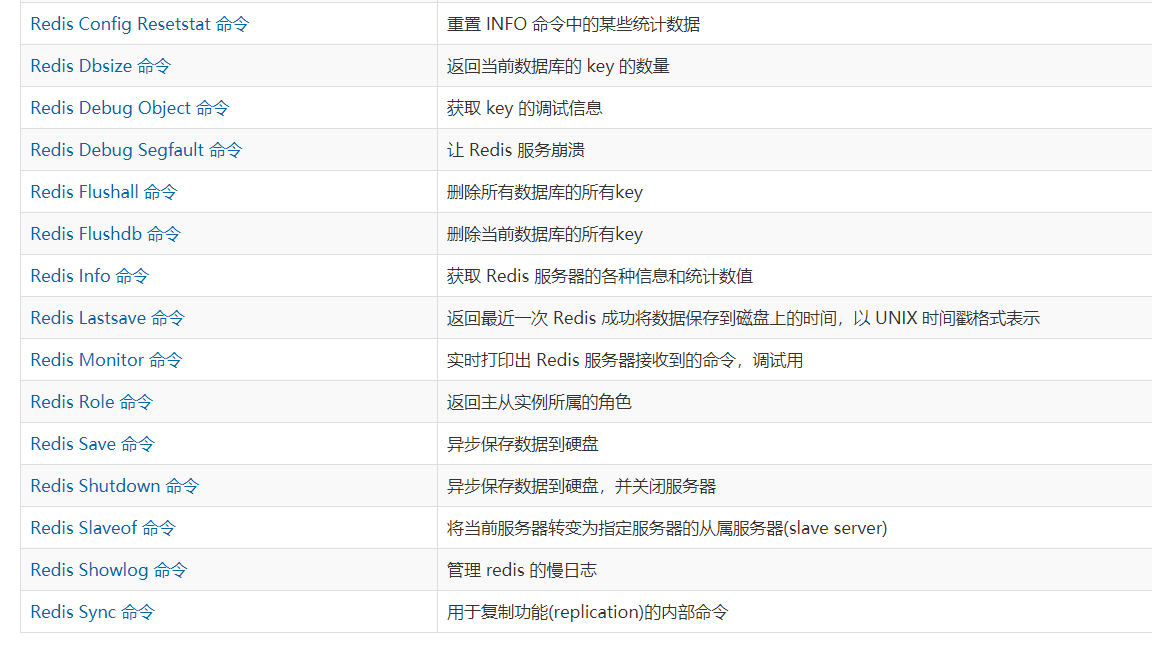 Redis Config Resetstat 命令 重置 INFO 命令中的某些统计数据
Redis Dbsize 命令 返回当前数据库的 key 的数量
Redis Debug Object 命令 获取 key 的调试信息
Redis Debug Segfault 命令 让 Redis 服务崩溃
Redis Flushall 命令 删除所有数据库的所有key
Redis Flushdb 命令 删除当前数据库的所有key
Redis Info 命令 获取 Redis 服务器的各种信息和统计数值
Redis Lastsave 命令 返回最近一次 Redis 成功将数据保存到磁盘上的时间，以 UNIX 时间戳格式表示
Redis Monitor 命令 实时打印出 Redis 服务器接收到的命令，调试用
Redis Role 命令 返回主从实例所属的角色
Redis Save 命令 异步保存数据到硬盘
Redis Shutdown 命令 异步保存数据到硬盘，并关闭服务器
Redis Slaveof 命令 将当前服务器转变为指定服务器的从属服务器(slave server)
Redis Showlog 命令 管理 redis 的慢日志
Redis Sync 命令 用于复制功能(replication)的内部命令